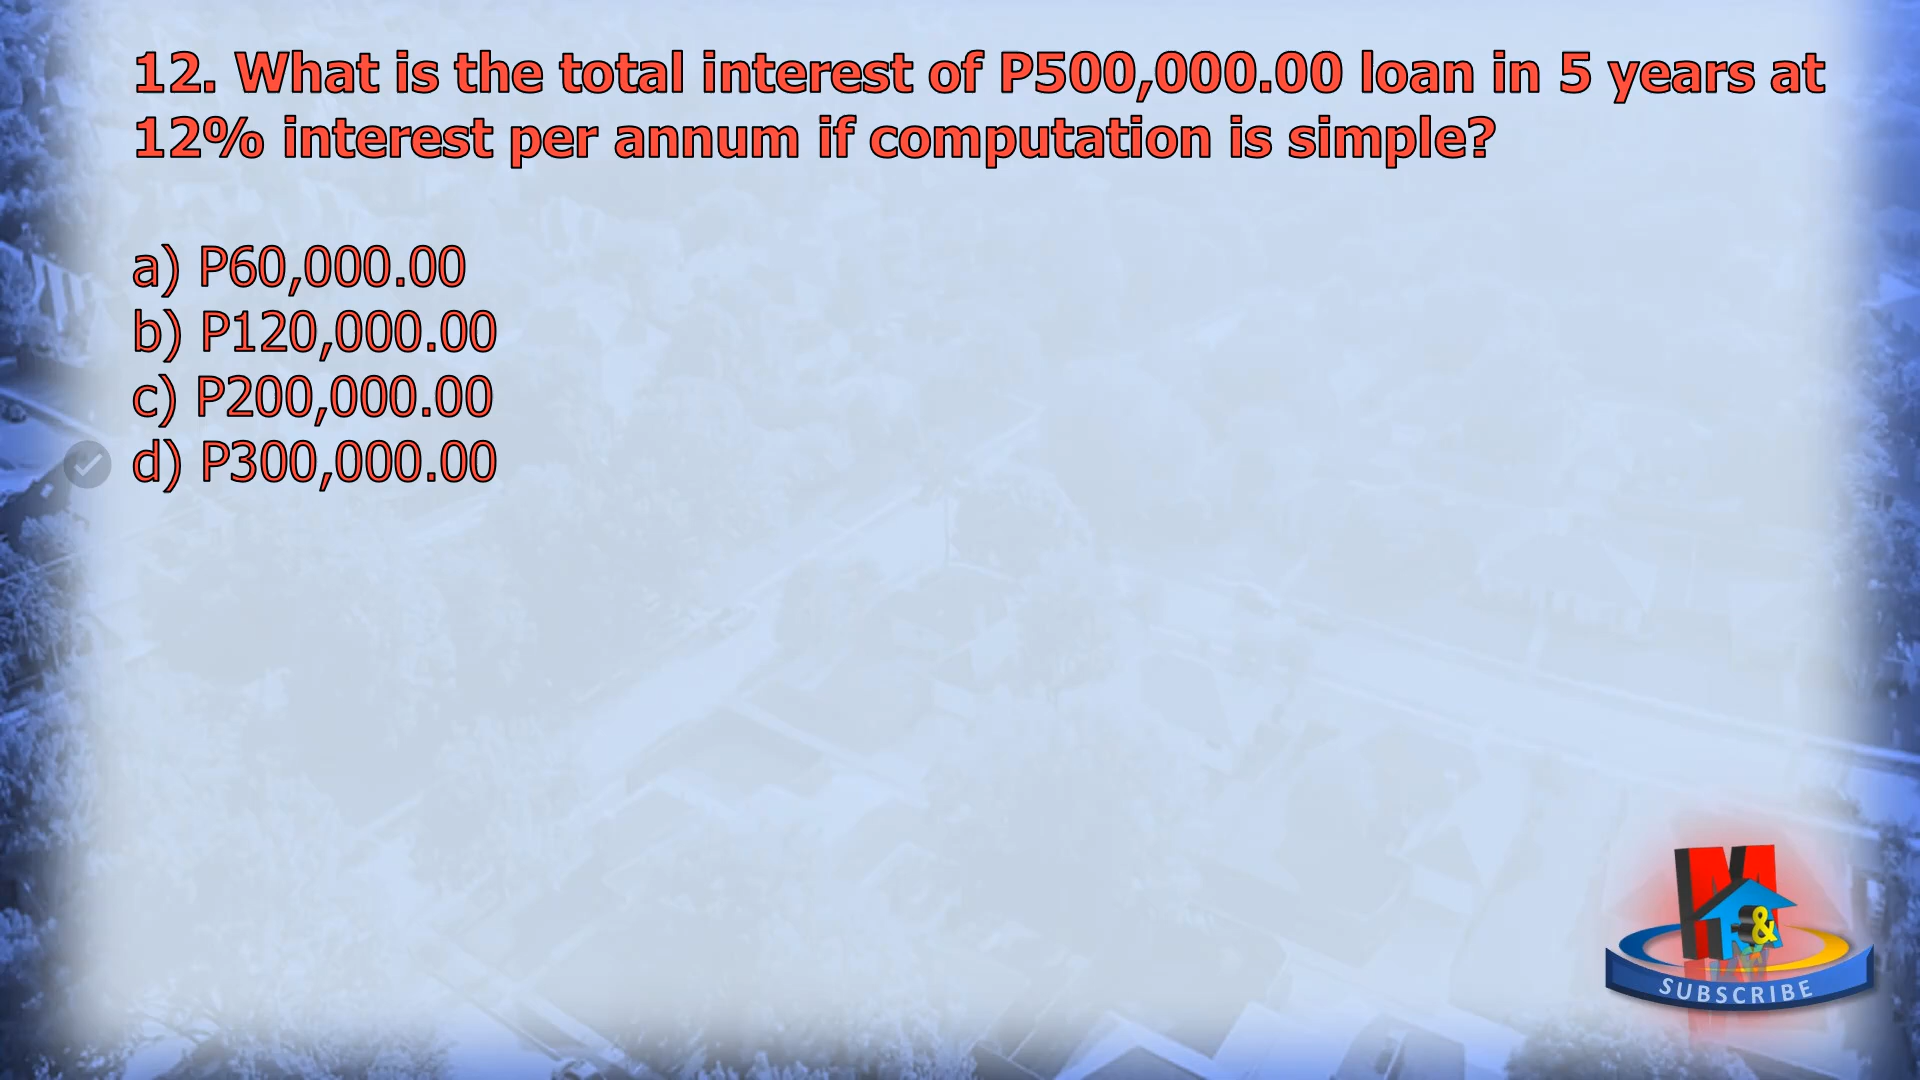 12. What is the total interest of P500,000.00 loan in 5 years at
12% interest per annum if computation is simple?
a) P60,000.00
b) P120,000.00
c) P200,000.00
d) P300,000.00
M
&
SUBSCRIBE